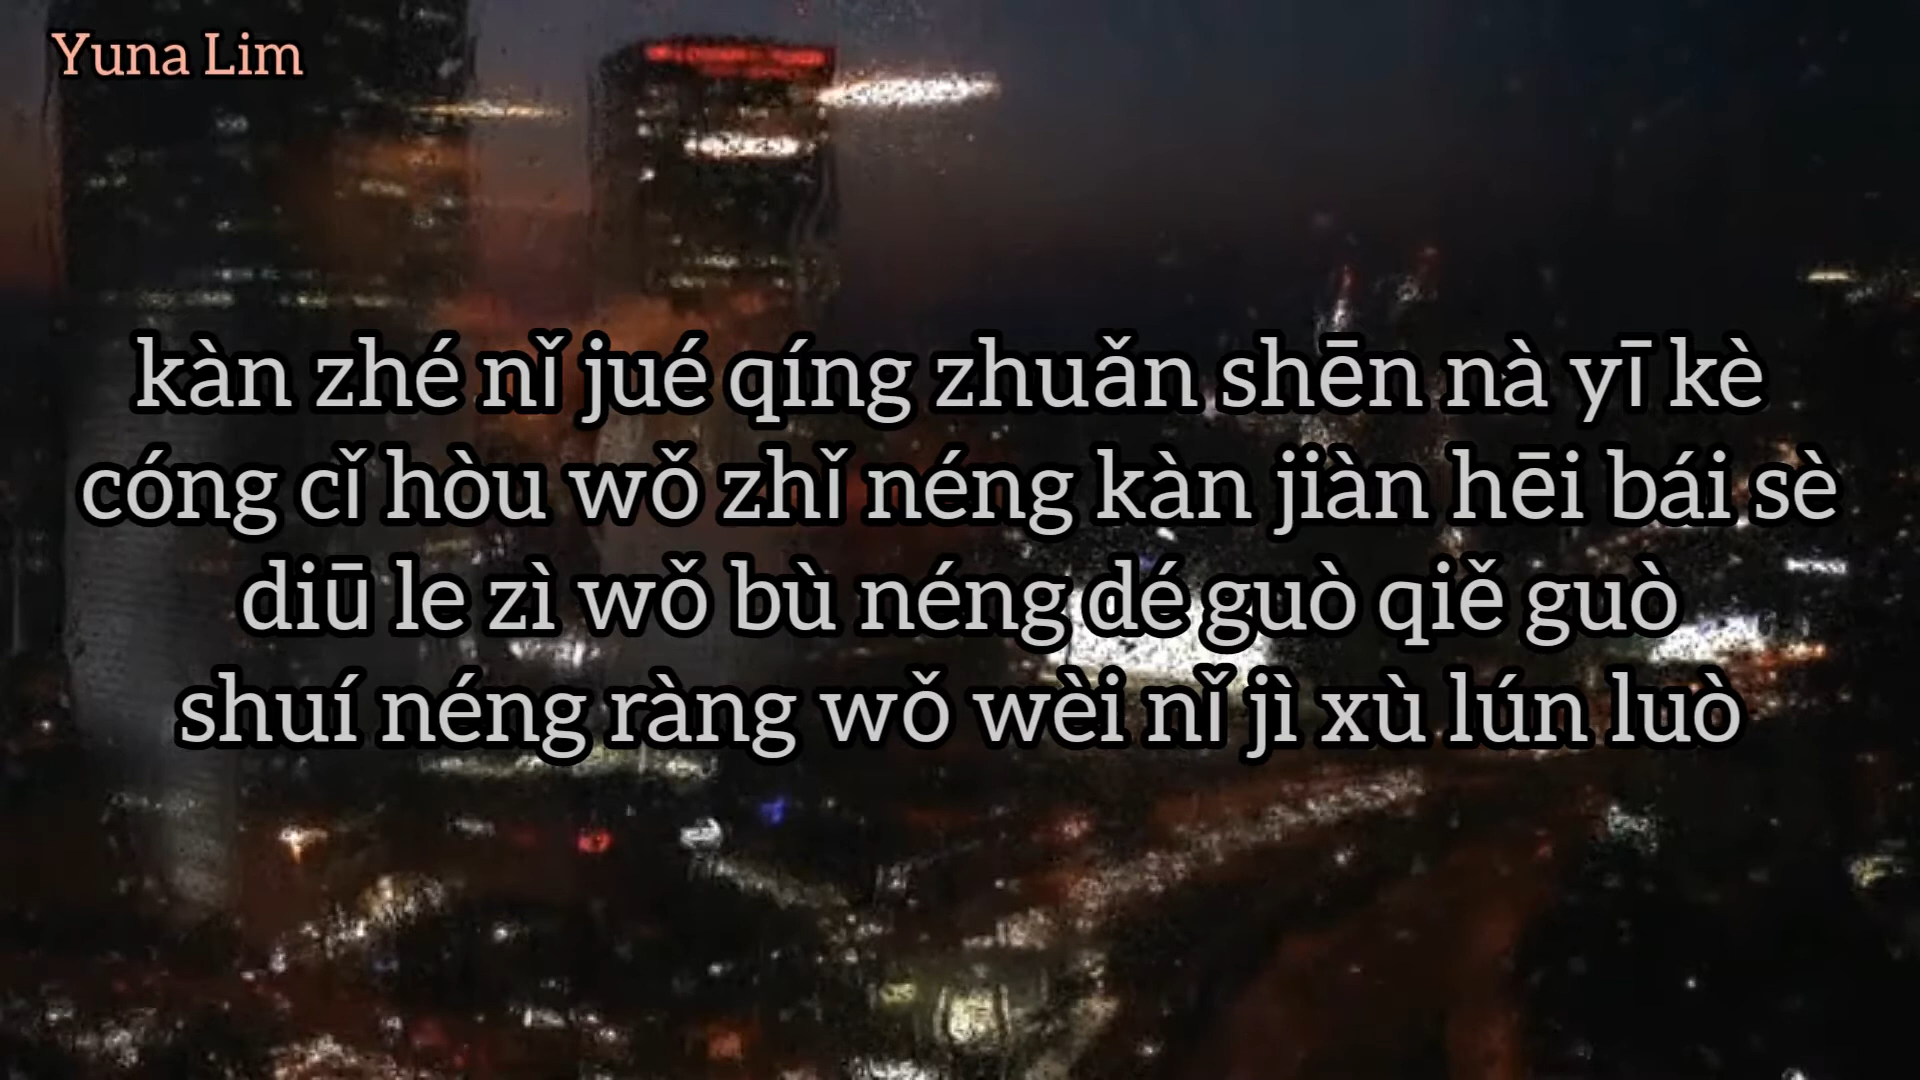 Yuna Lim
kàn zhé nǐ jué qíng zhuǎn shēn nà yī kè
cóng cǐ hòu wǒ zhǐ néng kàn jiàn hēi bái sè
diū le zì wǒ bù néng dé guò qiě guò
shuí néng ràng wǒ wèi nǐ jì xù lún luò